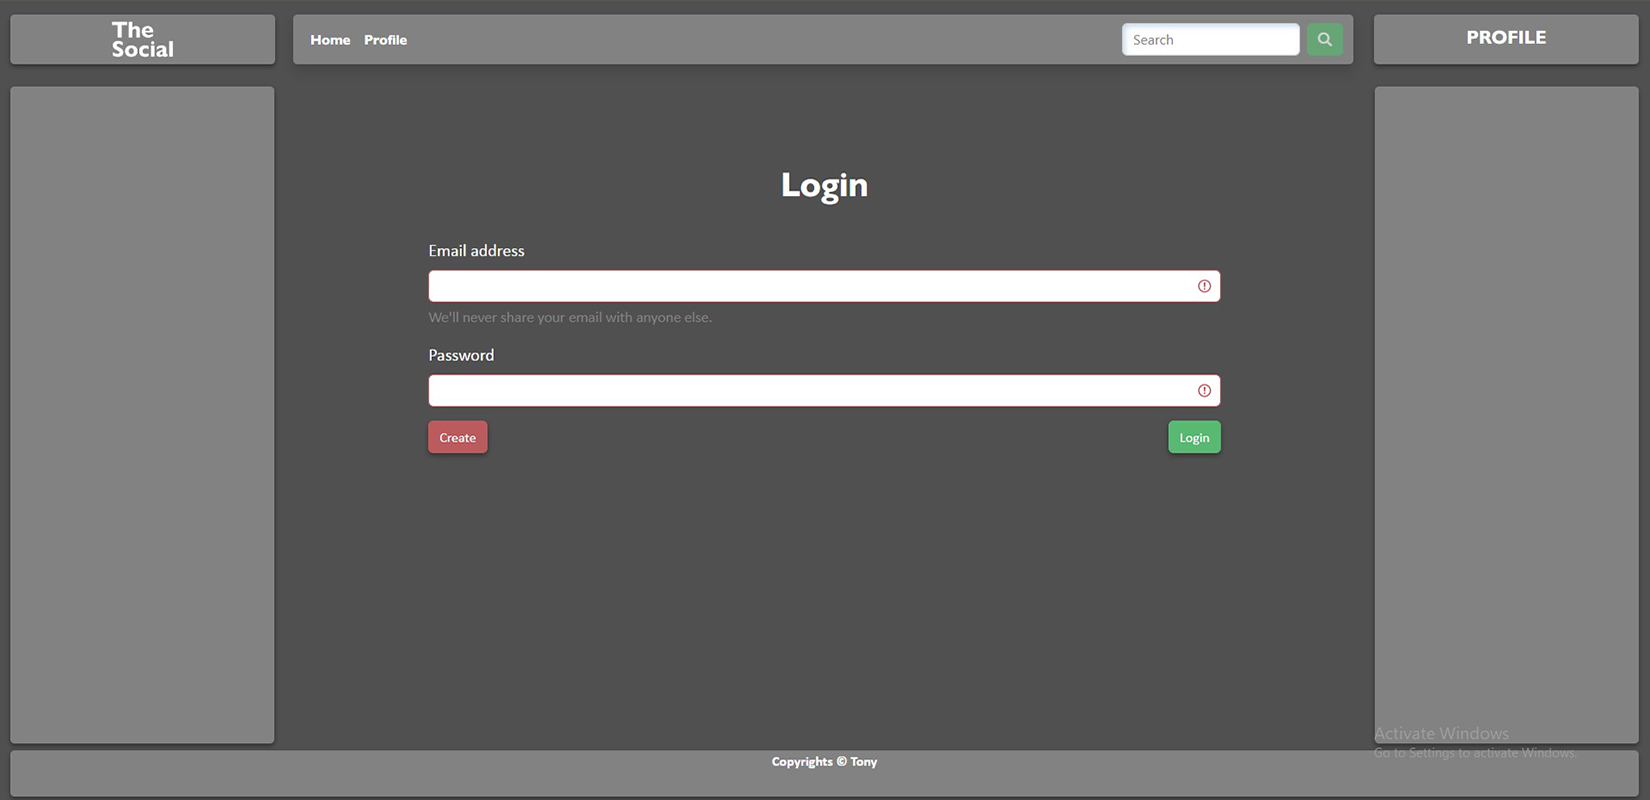 The
Social
Home Profile
Search
PROFILE
Login
Email address
We'll never share your email with anyone else.
Password
Create
Login
Activate Windows
Go to Settings to activate Windows.
Copyrights © Tony